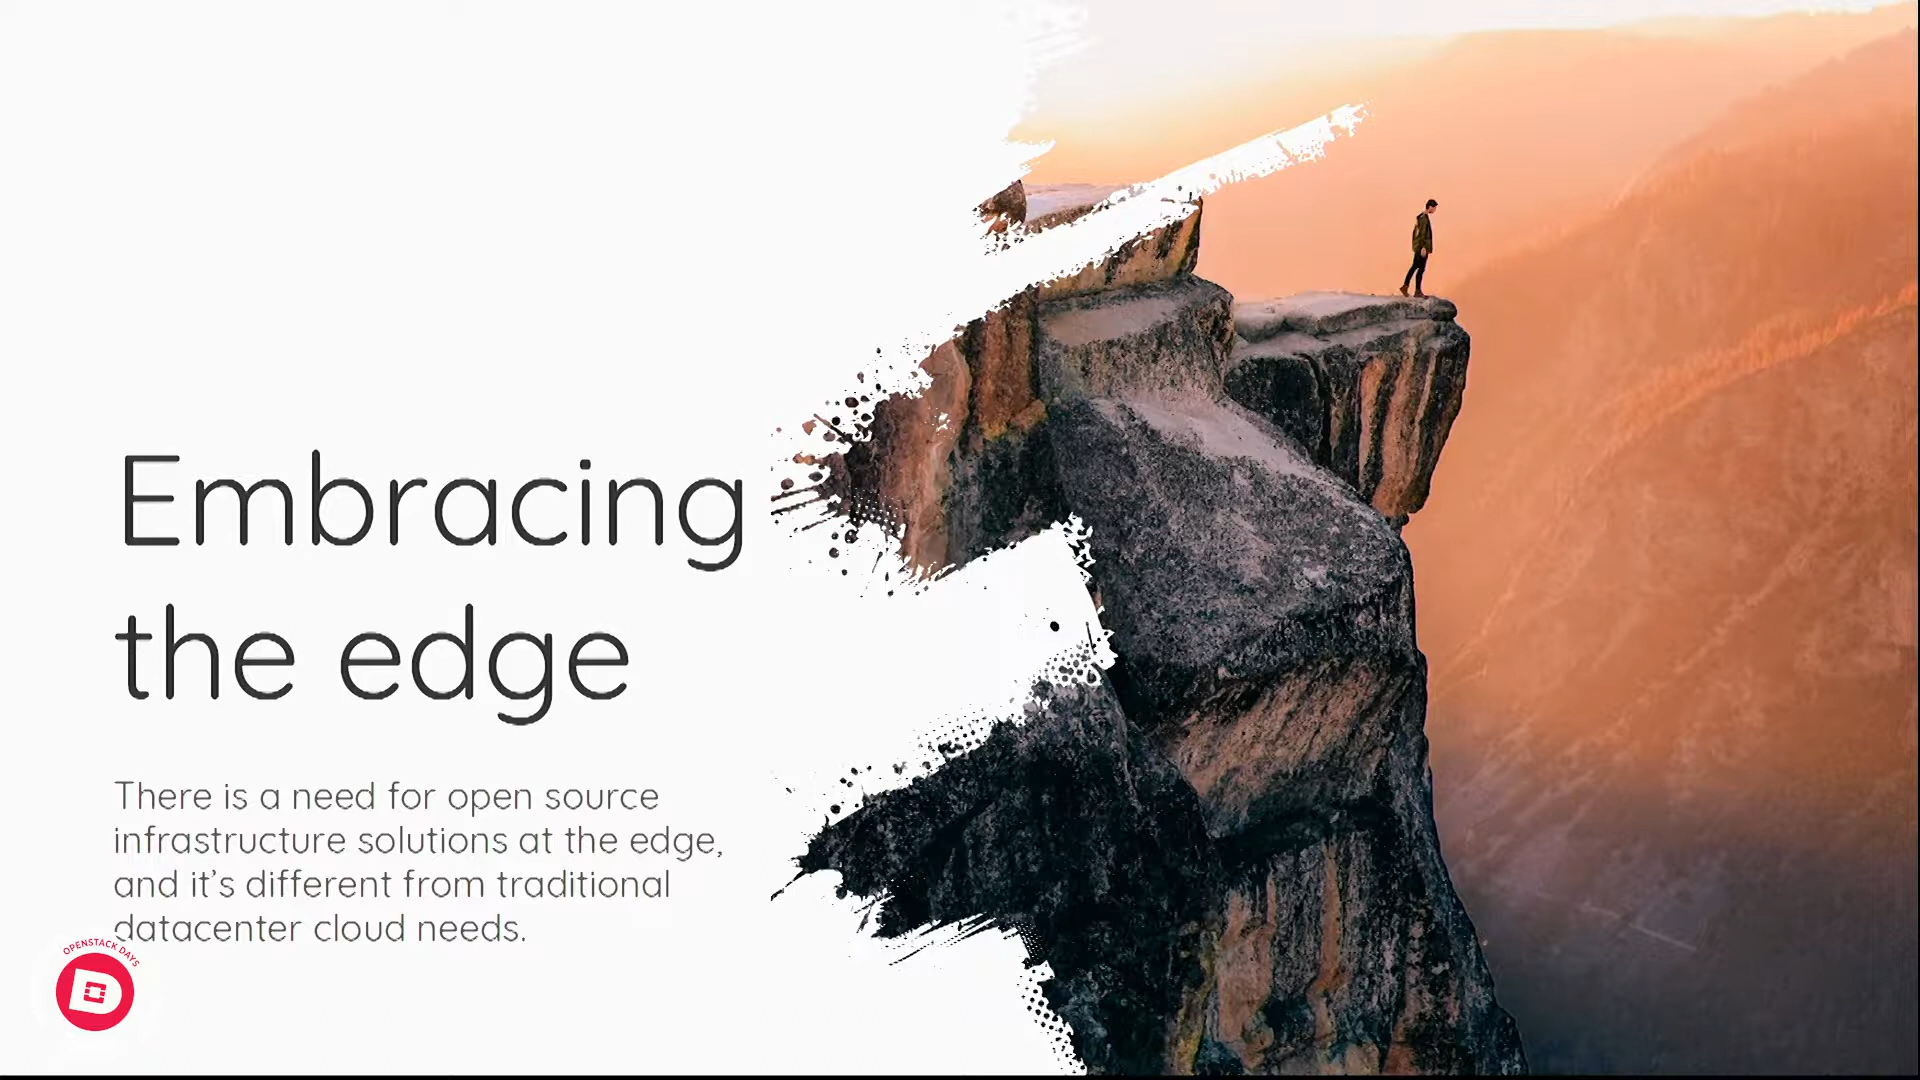 Embracing
the edge
There is a need for open source
infrastructure solutions at the edge,
and it’s different from traditional
datacenter cloud needs.
OPENSTACK DAYS